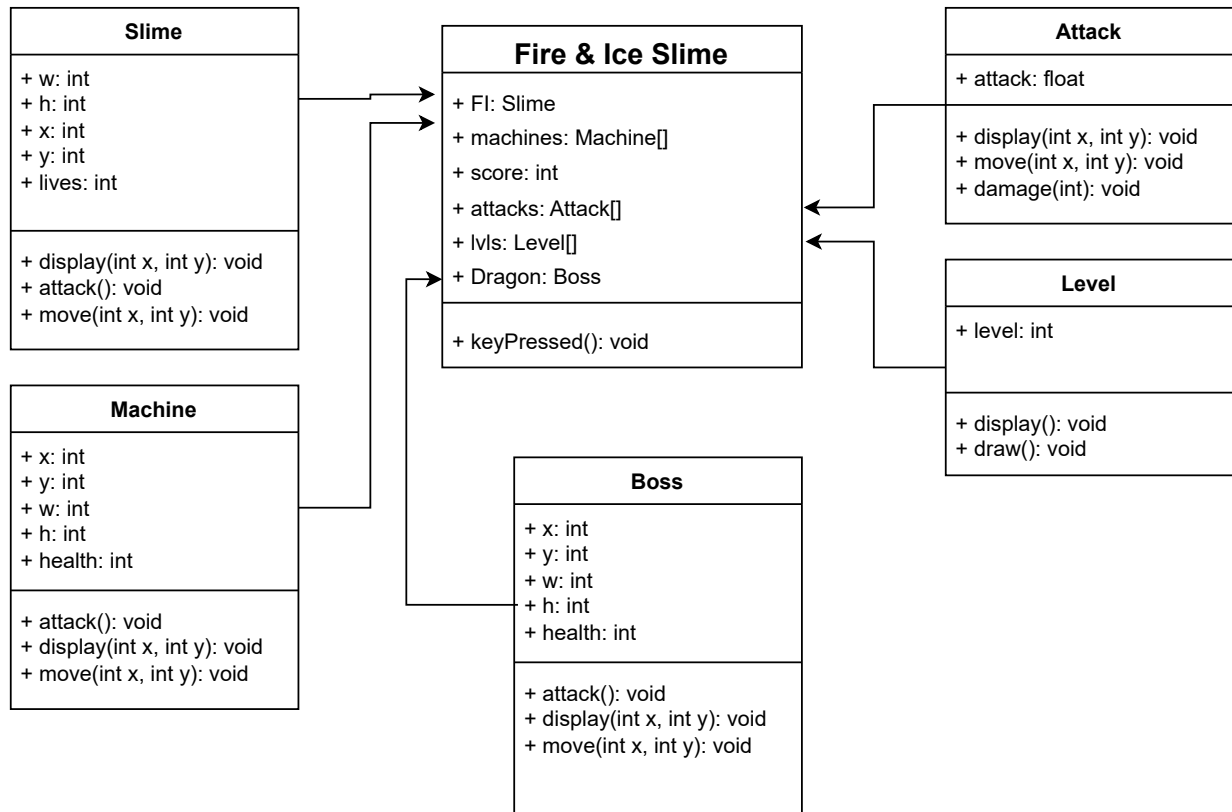 Slime
+ w: int
+ h: int
+ x: int
+ y: int
+ lives: int
+ display(int x, int y): void
+ attack(): void
+ move(int x, int y): void
Machine
+ x: int
+ y: int
+ w: int
+ h: int
+ health: int
+ attack(): void
+ display(int x, int y): void
+ move(int x, int y): void
Fire & Ice Slime
+ FI: Slime
+ machines: Machine[]
+ score: int
+ attacks: Attack[]
+ lvls: Level[]
+ Dragon: Boss
+ keyPressed(): void
Boss
+ x: int
+ y: int
+ w: int
+ h: int
+ health: int
+ attack(): void
+ display(int x, int y): void
+ move(int x, int y): void
Attack
+ attack: float
+ display(int x, int y): void
+ move(int x, int y): void
+ damage(int): void
Level
+ level: int
+ display(): void
+ draw(): void